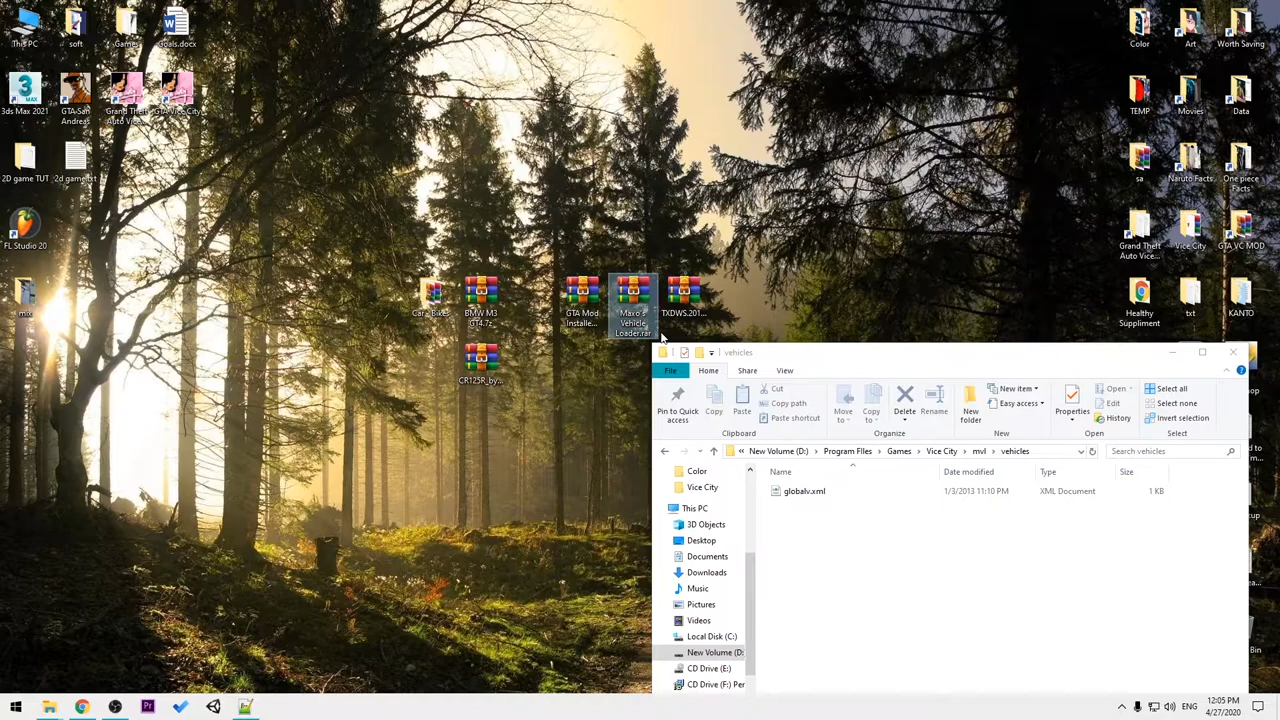 This PC
soft
Games
Goals.docx
3ds Max 2021
GTA San
Andreas
Grand Theft
Auto Vice...
GTA Vice City
2D game TUT
2d game.txt
FL Studio 20
mix
Car - Bikes
BMW M3
GT4.7z
CR125R_by...
GTA Mod
Installe...
Maxo's
Vehicle
Loader.rar
TXDWS.201...
Color
Art
Worth Saving
TEMP
Movies
Data
sa
Naruto Facts
One piece
Facts
Grand Theft
Auto Vice...
Vice City
GTA VC MOD
Healthy
Suppliment
txt
KANTO
vehicles
File
Home
Share
View
Pin to Quick
access
Copy
Paste
Cut
Copy path
Paste shortcut
Clipboard
Move
to
Copy
to
Delete
Rename
Organize
New
folder
New item
Easy access
New
Properties
Open
Edit
History
Open
Select all
Select none
Invert selection
Select
« New Volume (D:) › Program FIles › Games › Vice City › mvl › vehicles
Search vehicles
Name
Date modified
Type
Size
globalv.xml
1/3/2013 11:10 PM
XML Document
1 KB
Color
Vice City
This PC
3D Objects
Desktop
Documents
Downloads
Music
Pictures
Videos
Local Disk (C:)
New Volume (D:
CD Drive (E:)
CD Drive (F:) Per
ENG
12:05 PM
4/27/2020